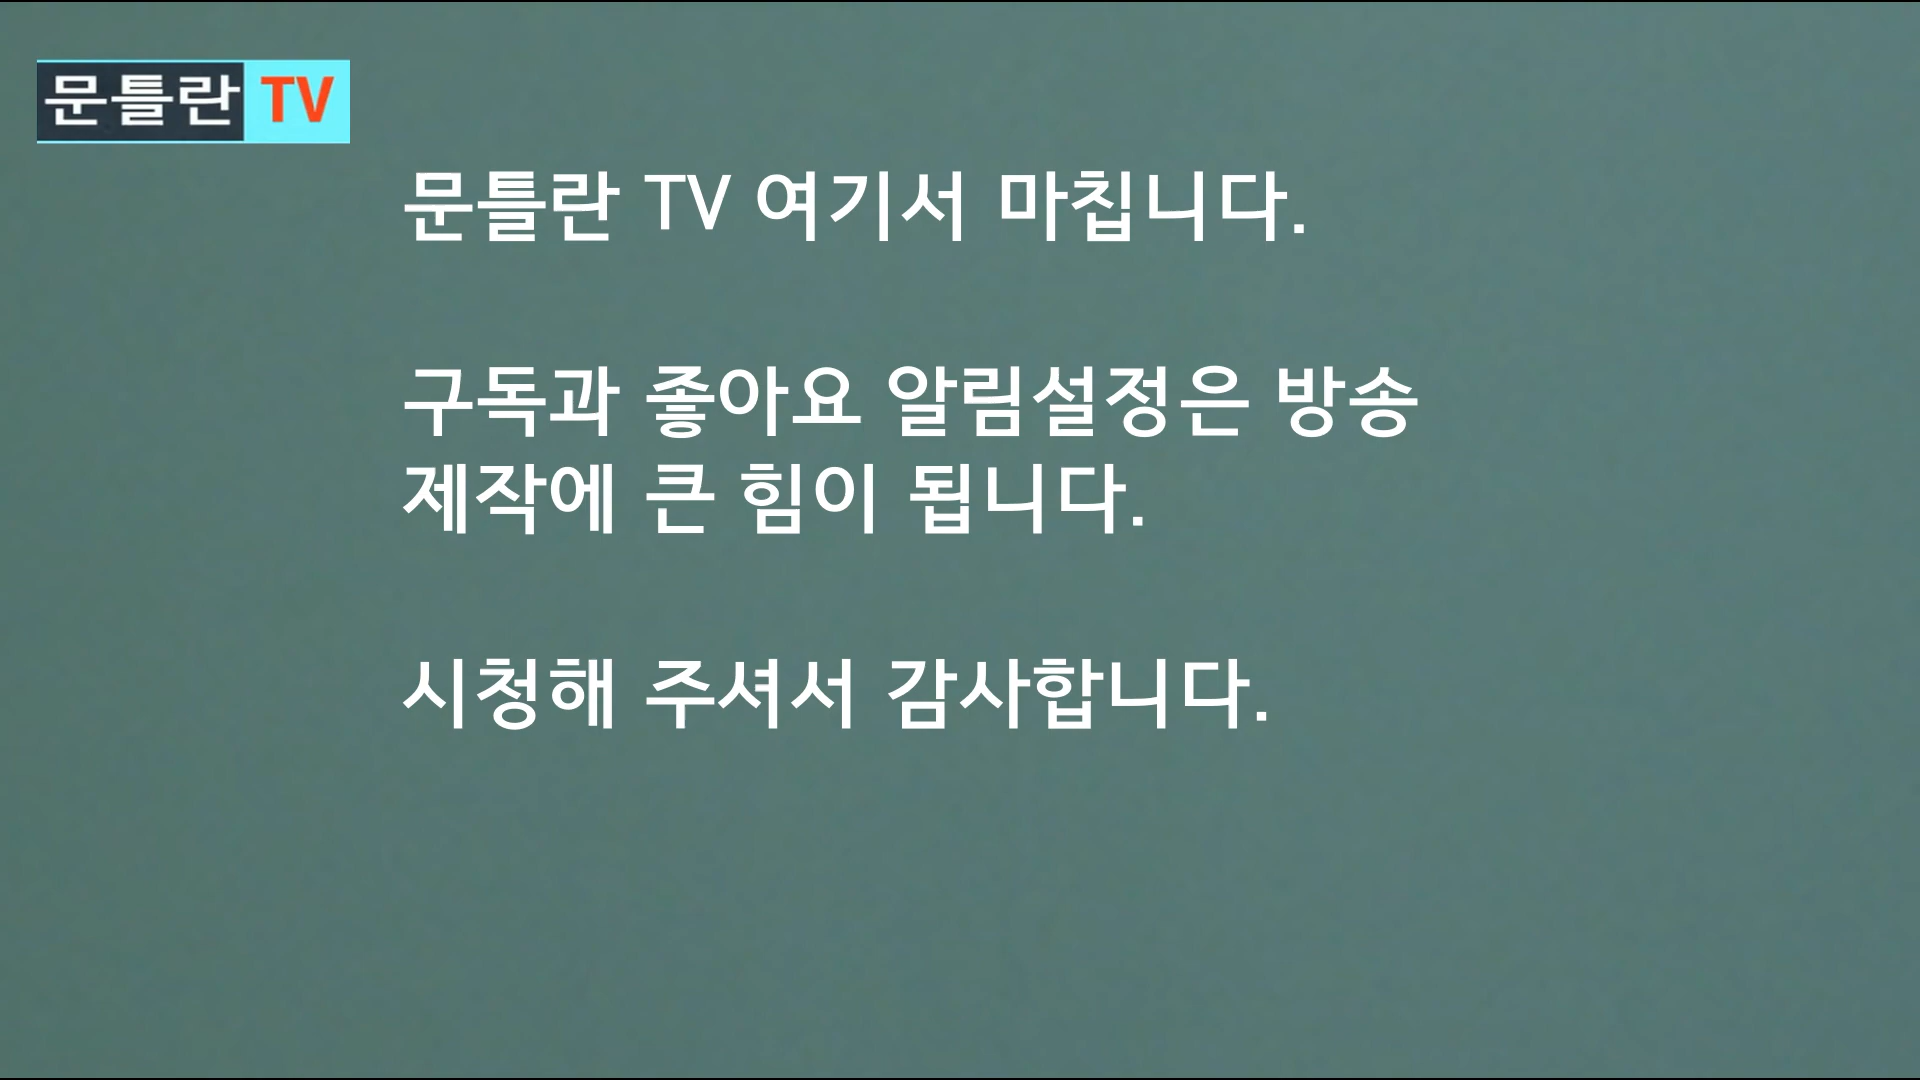 문틀란 TV
문틀란 TV 여기서 마칩니다.
구독과 좋아요 알림설정은 방송
제작에 큰 힘이 됩니다.
시청해 주셔서 감사합니다.